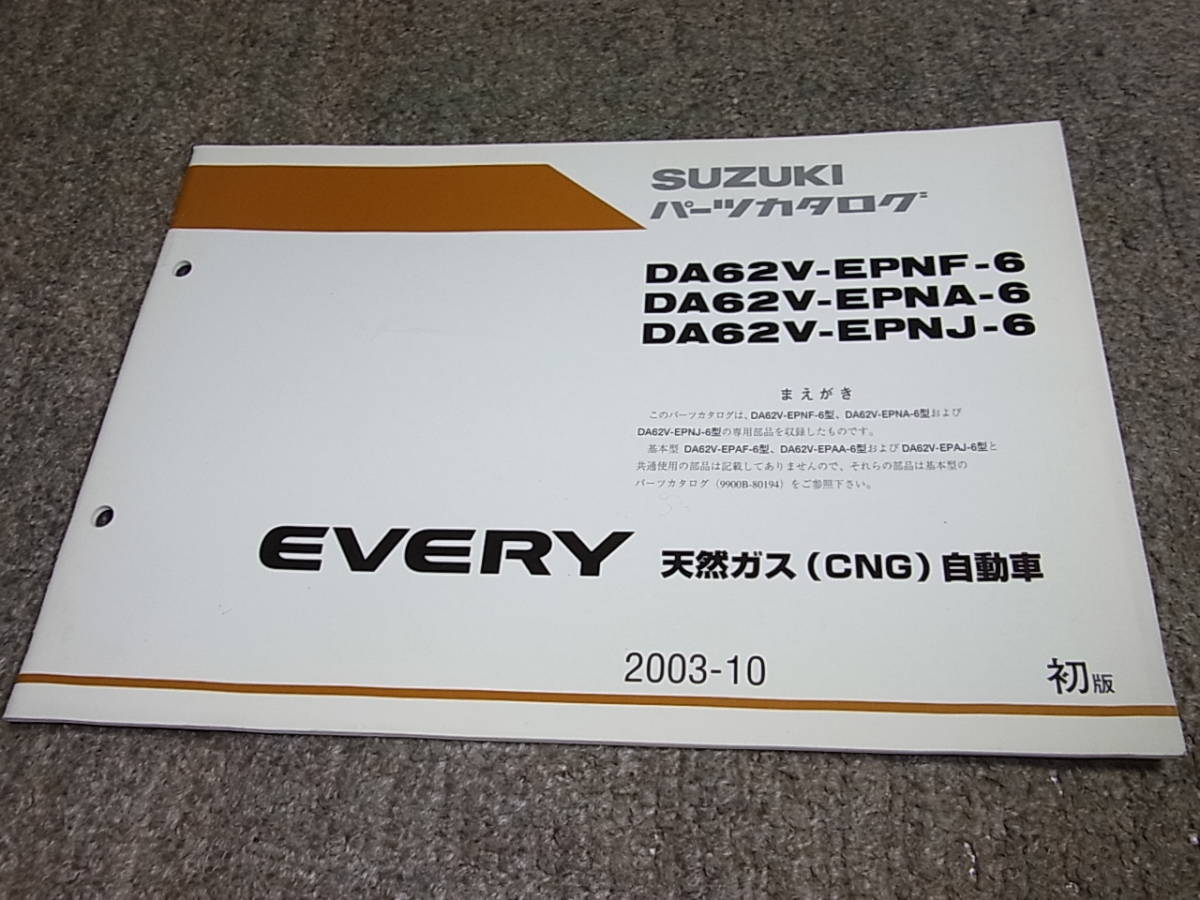 SUZUKI
パーツカタログ
DA62V-EPNF-6
DA62V-EPNA-6
DA62V-EPNJ-6
まえがき
このパーツカタログは、DA62V-EPNF-6型、DA62V-EPNA-6型および
DA62V-EPNJ-6型の専用部品を収録したものです。
基本型 DA62V-EPAF-6型、DA62V-EPAA-6型およびDA62V-EPAJ-6型と
共通使用の部品は記載してありませんので、それらの部品は基本型の
パーツカタログ(9900B-80194)をご参照下さい。
EVERY 天然ガス(CNG)自動車
2003-10 初版